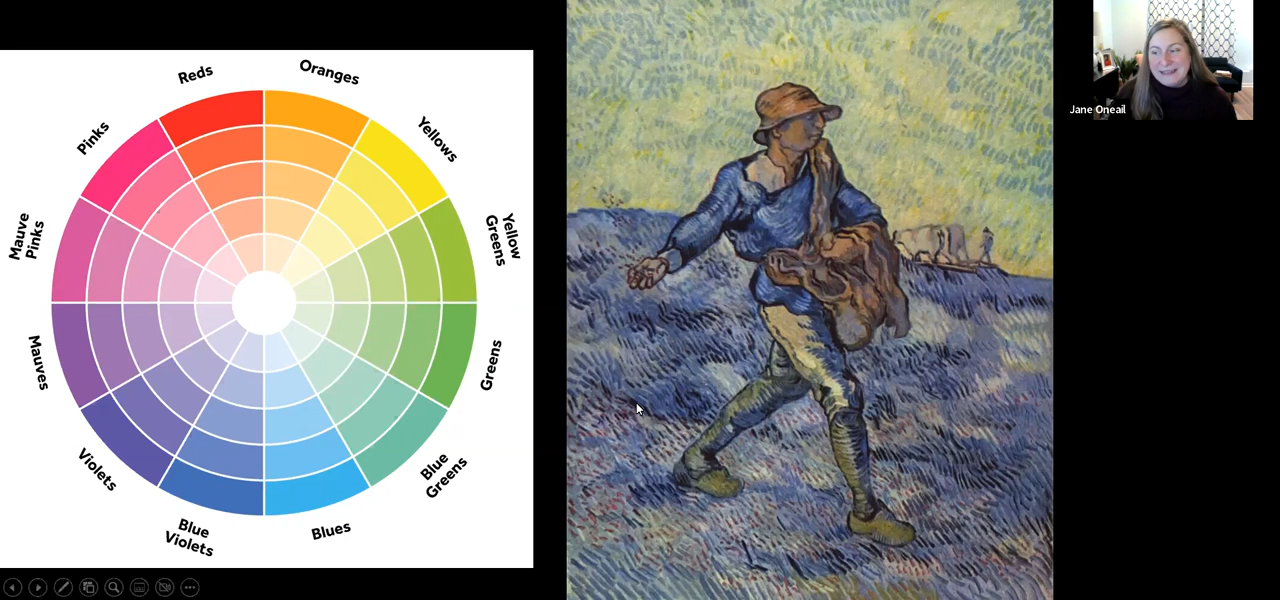 Reds
Oranges
Pinks
Yellows
Mauve
Pinks
Yellow
Greens
Mauves
Greens
Violets
Blue
Greens
Blue
Violets
Blues
Jane Oneail